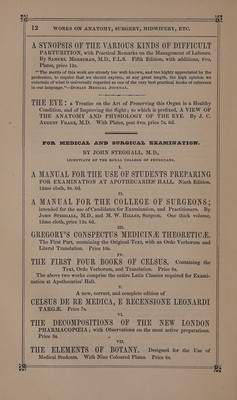 12 WORKS ON ANATOMY, SURGERY, MIDWIFERY, ETC.
A SYNOPSIS OF THE VARIOUS KINDS OF DIFFICULT
PARTURITION, with Practical Remarks on the Management of Labours.
By SAMUEL MERRIMAN, M.D., F.L.S. Fifth Edition, with additions, two,
Plates, price 12s.
"The merits of this work are already too well known, and too highly appreciated by the
profession, to require that we should express, at any great length, the high opinion we
entertain of what is universally regarded as one of the very best practical books of reference
in our language."—DUBLIN MEDICAL JOURNAL.
THE EYE: a Treatise on the Art of Preserving this Organ in a Healthy
Condition, and of Improving the Sight; to which is prefixed, A VIEW OF
THE ANATOMY AND PHYSIOLOGY OF THE EYE. By J. C.
AUGUST FRANZ, M.D. With Plates, post 8vo, price 7s. 6d.
FOR MEDICAL AND SURGICAL EXAMINATION.
BY JOHN STEGGALL, M.D.,
LICENTIATE OF THE ROYAL COLLEGE OF PHYSICIANS.
I.
A MANUAL FOR THE USE OF STUDENTS PREPARING
FOR EXAMINATION AT APOTHECARIES' HALL. Ninth Edition.
12mo cloth, 8s. 6d.
II.
A MANUAL FOR THE COLLEGE OF SURGEONS;
intended for the use of Candidates for Examination, and Practitioners. By
JOHN STEGGALL, M.D., and M. W. HILLES, Surgeon. One thick volume,
12mo cloth, price 12s. 6d.
III.
GREGORY'S CONSPECTUS MEDICINÆ THEORETICÆ.
The First Part, containing the Original Text, with an Ordo Verborum and
Literal Translation. Price 10s.
IV.
THE FIRST FOUR BOOKS OF CELSUS. Containing the
Text, Ordo Verborum, and Translation. Price 8s.
The above two works comprise the entire Latin Classics required for Exami-
nation at Apothecaries' Hall.
V.
A new, correct, and complete edition of
CELSUS DE RE MEDICA, E RECENSIONE LEONARDI
TARGÆ. Price 7s.
VI.
THE DECOMPOSITIONS OF THE NEW LONDON
PHARMACOPŒIA; with Observations on the most active preparations.
Price 3s.
VII.
THE ELEMENTS OF BOTANY. Designed for the Use of
Medical Students. With Nine Coloured Plates. Price 6s.